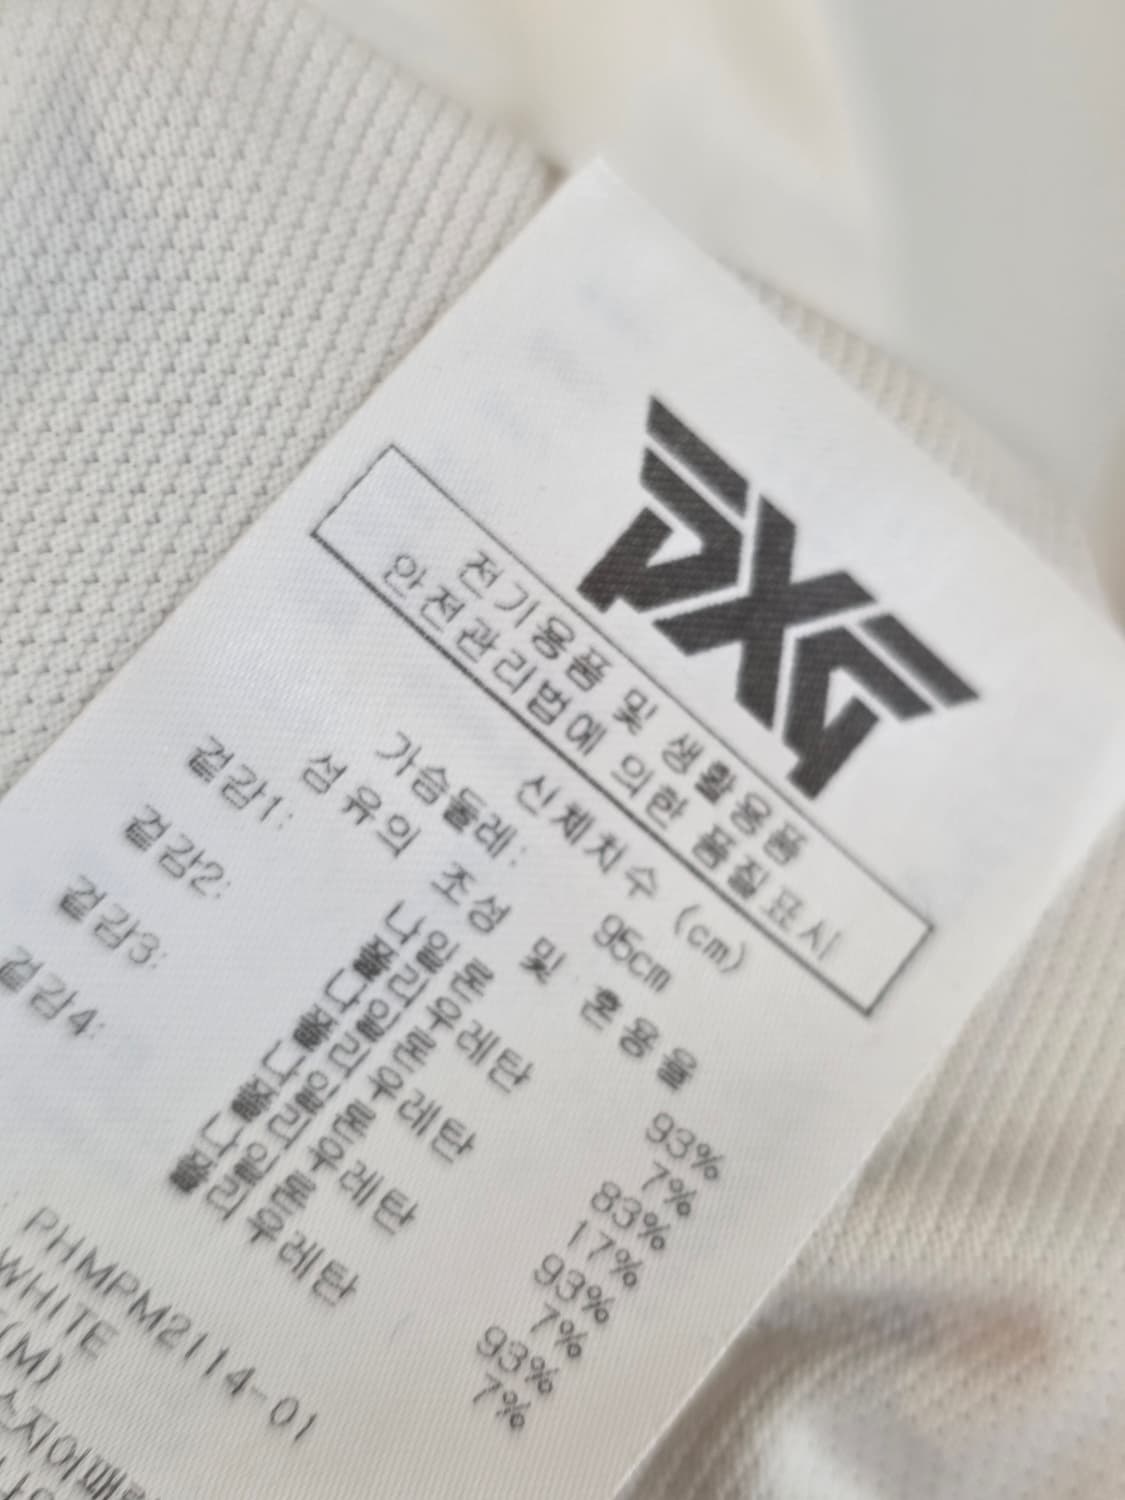 PXG
전기용품 및 생활용품
안전관리법에 의한 품질표시
신체치수 (cm)
가슴둘레: 95cm
섬유의 조성 및 혼용율
겉감1: 나일론 93%
폴리우레탄 7%
겉감2: 나일론 83%
폴리우레탄 17%
겉감3: 나일론 93%
폴리우레탄 7%
겉감4: 나일론 93%
폴리우레탄 7%
PHMPM2114-01
WHITE
(M)